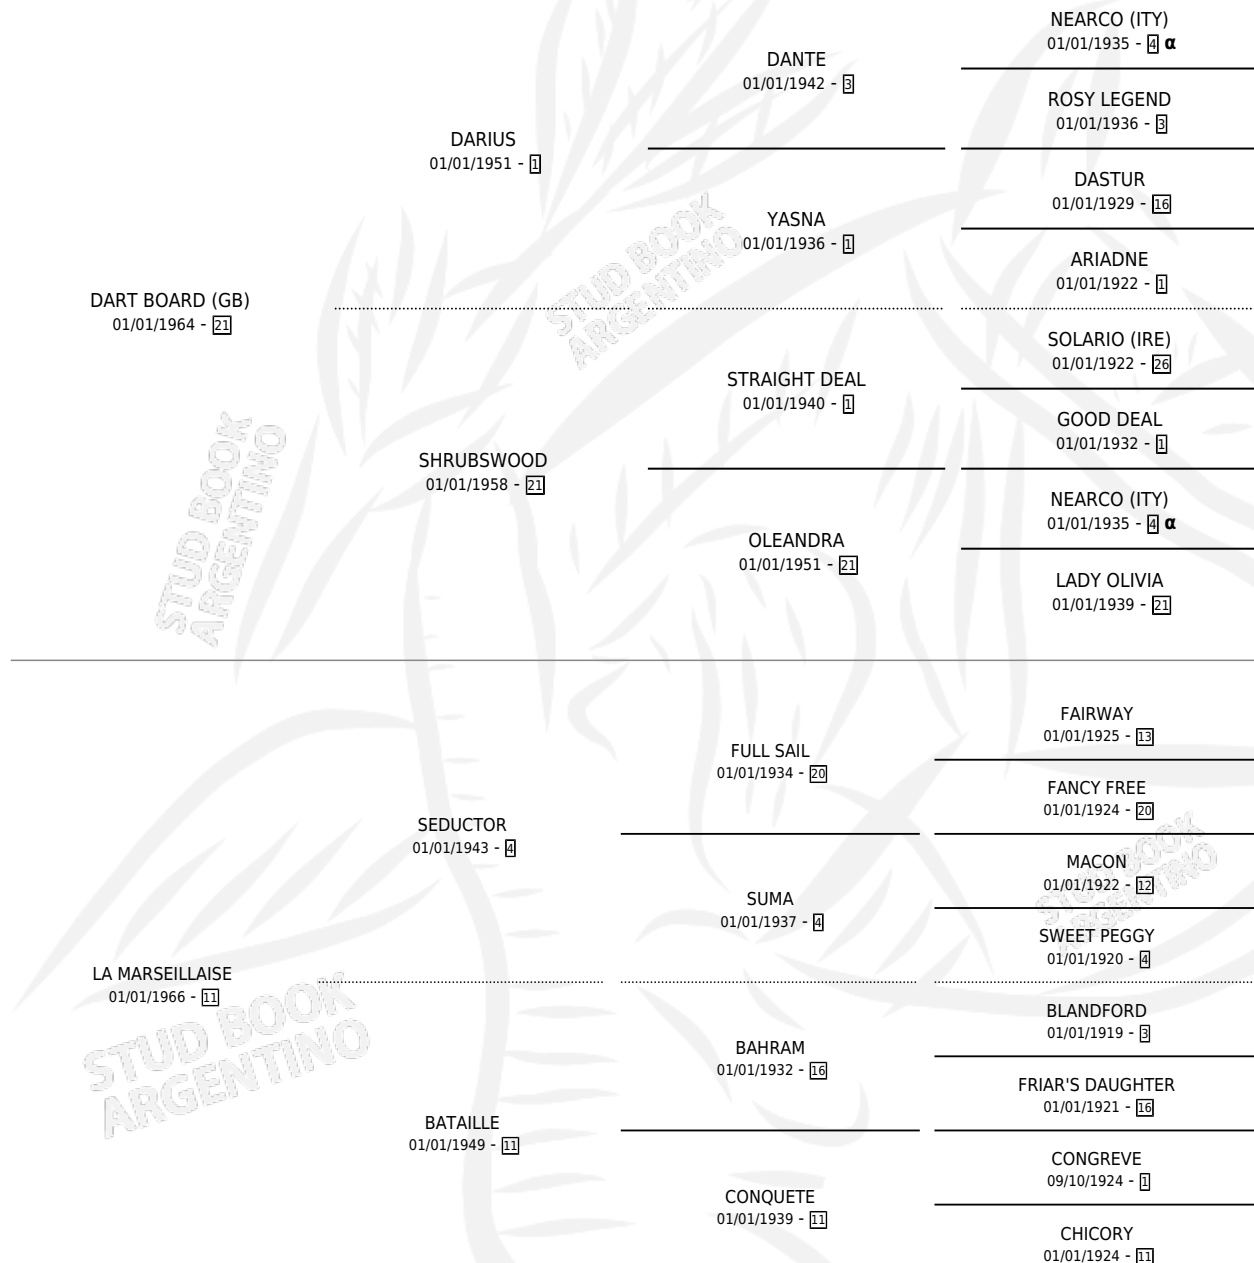 NEARCO (ITY)
01/01/1935 - 4 α
DANTE
01/01/1942 - 3
ROSY LEGEND
01/01/1936 - 3
DARIUS
01/01/1951 - 1
DASTUR
01/01/1929 - 16
YASNA
01/01/1936 - 1
ARIADNE
01/01/1922 - 1
DART BOARD (GB)
01/01/1964 - 21
STUD BOOK
ARGENTINO
SOLARIO (IRE)
01/01/1922 - 26
STRAIGHT DEAL
01/01/1940 - 1
GOOD DEAL
01/01/1932 - 1
SHRUBSWOOD
01/01/1958 - 21
STUD BOOK
ARGENTINO
NEARCO (ITY)
01/01/1935 - 4 α
OLEANDRA
01/01/1951 - 21
LADY OLIVIA
01/01/1939 - 21
FAIRWAY
01/01/1925 - 13
FULL SAIL
01/01/1934 - 20
FANCY FREE
01/01/1924 - 20
SEDUCTOR
01/01/1943 - 4
STUD BOOK
ARGENTINO
MACON
01/01/1922 - 12
SUMA
01/01/1937 - 4
SWEET PEGGY
01/01/1920 - 4
LA MARSEILLAISE
01/01/1966 - 11
STUD BOOK
ARGENTINO
BLANDFORD
01/01/1919 - 3
BAHRAM
01/01/1932 - 16
FRIAR'S DAUGHTER
01/01/1921 - 16
BATAILLE
01/01/1949 - 11
CONGREVE
09/10/1924 - 1
CONQUETE
01/01/1939 - 11
CHICORY
01/01/1924 - 11